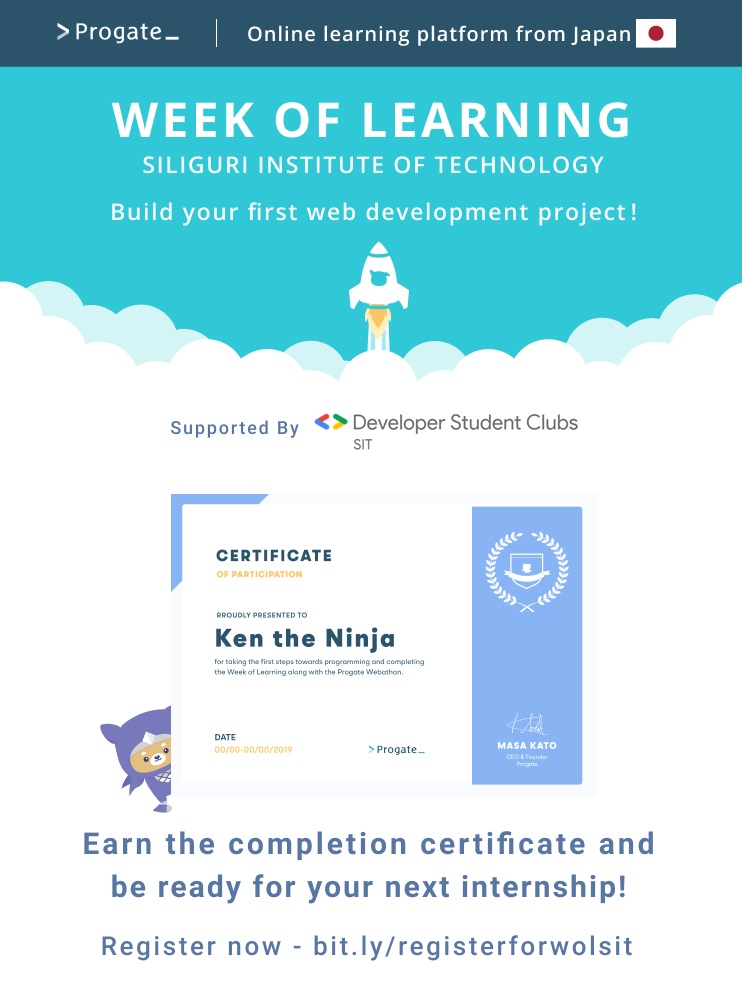 >Progate_
Online learning platform from Japan
WEEK OF LEARNING
SILIGURI INSTITUTE OF TECHNOLOGY
Build your first web development project!
Supported By
Developer Student Clubs
SIT
CERTIFICATE
OF PARTICIPATION
RROUDLY PRESENTED TO
Ken the Ninja
for taking the first steps towards programming and completing
the Week of Learning along with the Progate Webathon.
DATE
00/00-00/00/2019
>Progate_
MASA KATO
CEO & Founder
Progate
Earn the completion certificate and
be ready for your next internship!
Register now - bit.ly/registerforwolsit